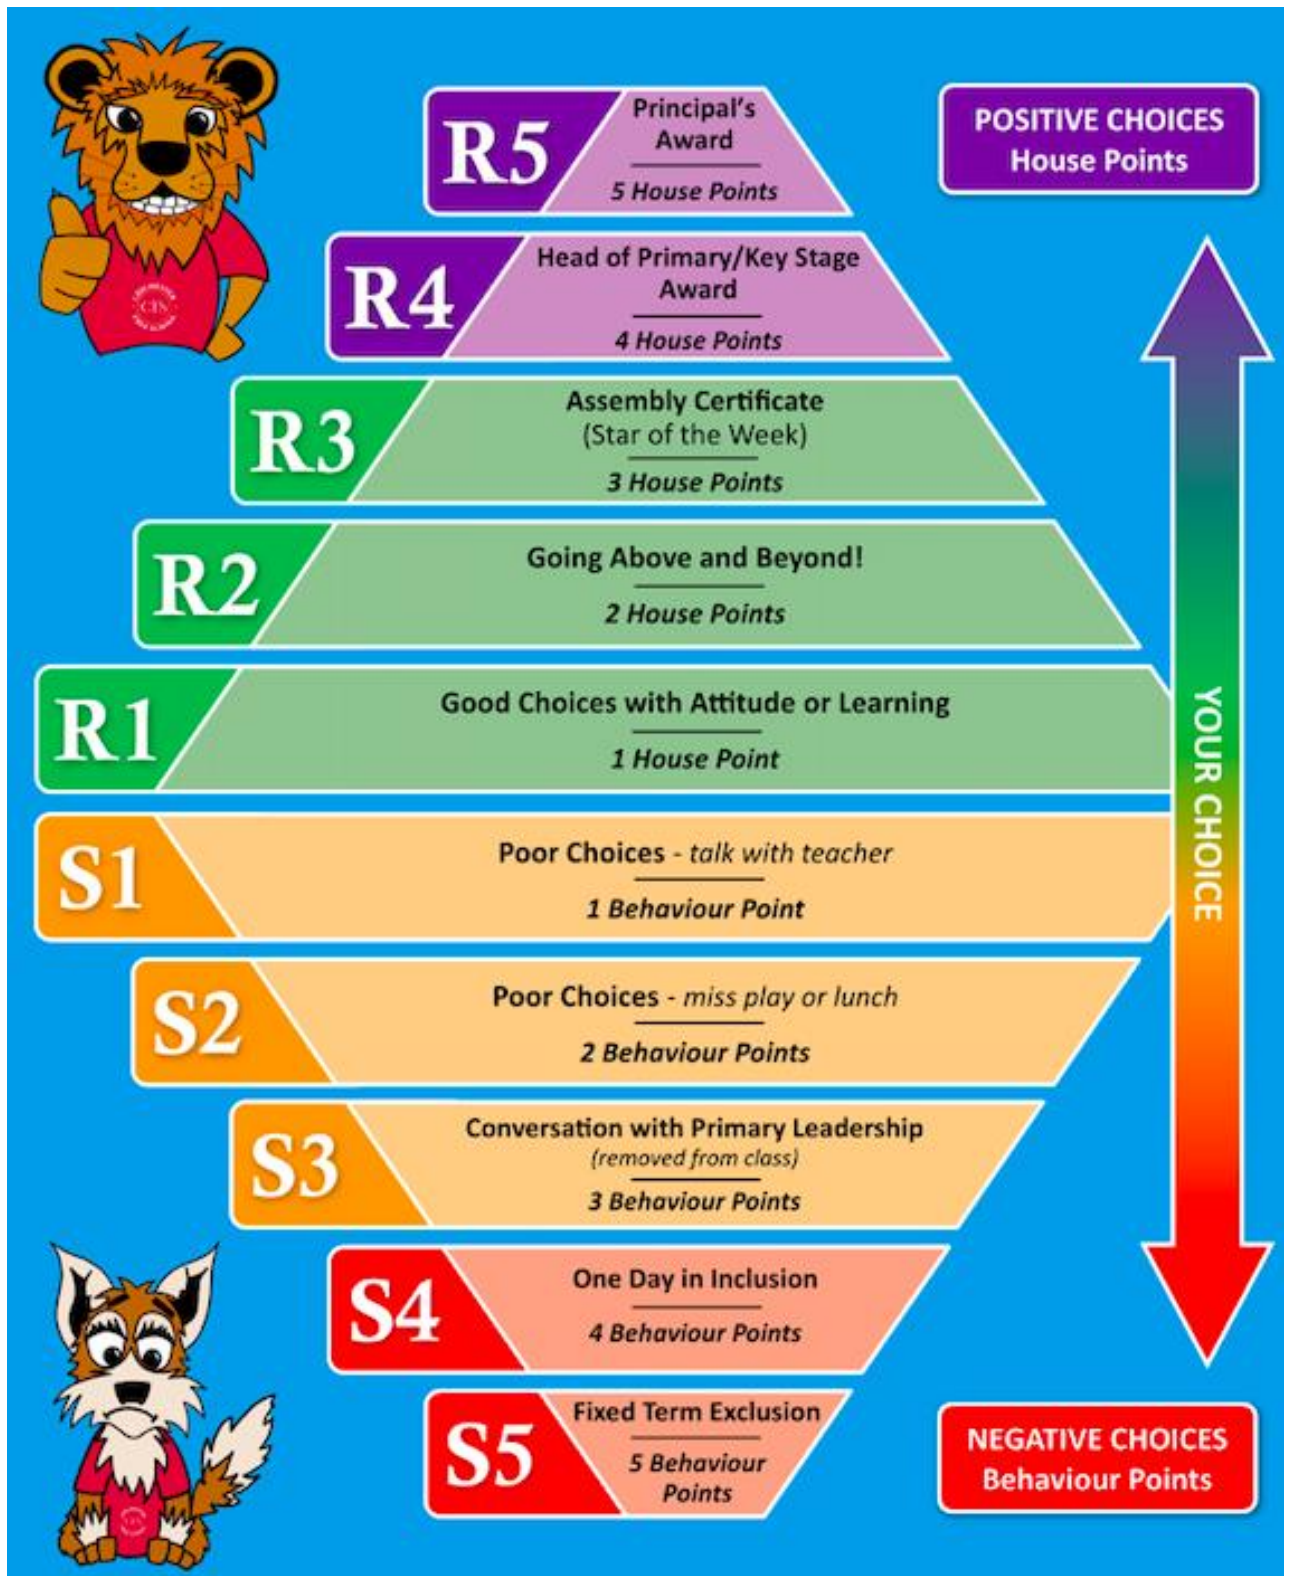 R5
Principal's
Award
5 House Points
POSITIVE CHOICES
House Points
R4
Head of Primary/Key Stage
Award
4 House Points
R3
Assembly Certificate
(Star of the Week)
3 House Points
R2
Going Above and Beyond!
2 House Points
R1
Good Choices with Attitude or Learning
1 House Point
YOUR CHOICE
S1
Poor Choices - talk with teacher
1 Behaviour Point
S2
Poor Choices - miss play or lunch
2 Behaviour Points
S3
Conversation with Primary Leadership
(removed from class)
3 Behaviour Points
S4
One Day in Inclusion
4 Behaviour Points
S5
Fixed Term Exclusion
5 Behaviour
Points
NEGATIVE CHOICES
Behaviour Points